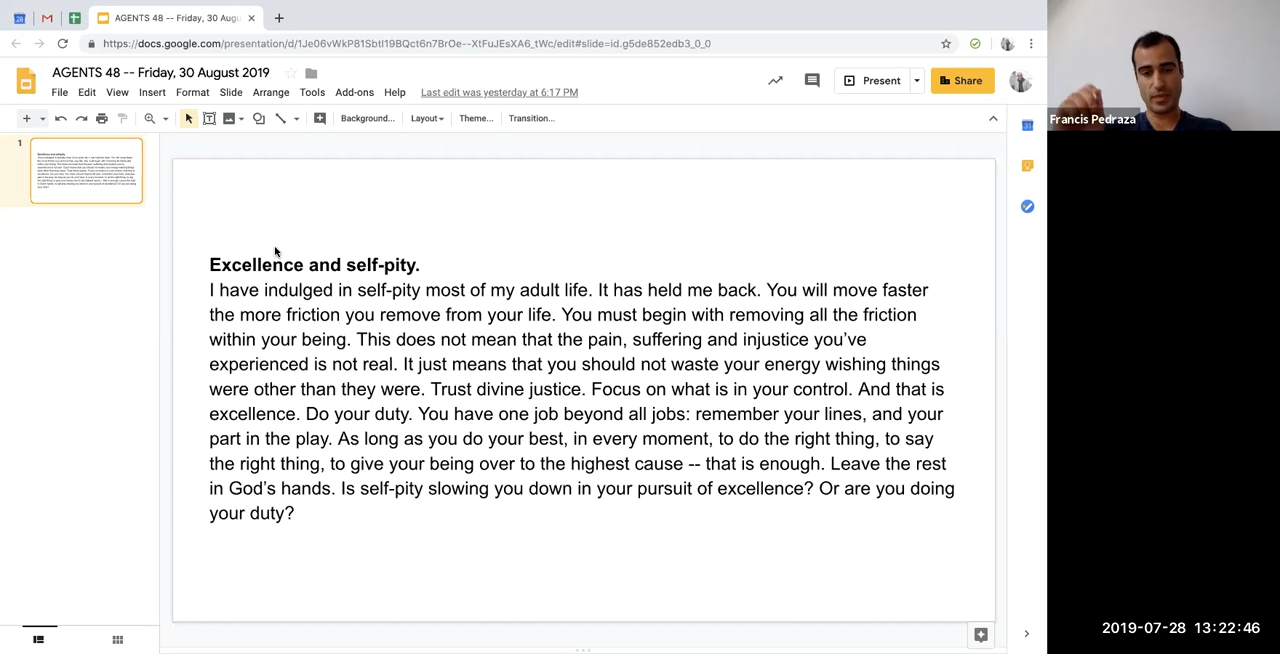 28
AGENTS 48 -- Friday, 30 Augu
https://docs.google.com/presentation/d/1Je06vWkP81SbtI19BQct6n7BrOe--XtFuJEsXA6_tWc/edit#slide=id.g5de852edb3_0_0
AGENTS 48 -- Friday, 30 August 2019
Present
Share
File Edit View Insert Format Slide Arrange Tools Add-ons Help Last edit was yesterday at 6:17 PM
Background... Layout Theme... Transition...
Francis Pedraza
1
31
Excellence and self-pity.
I have indulged in self-pity most of my adult life. It has held me back. You will move faster
the more friction you remove from your life. You must begin with removing all the friction
within your being. This does not mean that the pain, suffering and injustice you've
experienced is not real. It just means that you should not waste your energy wishing things
were other than they were. Trust divine justice. Focus on what is in your control. And that is
excellence. Do your duty. You have one job beyond all jobs: remember your lines, and your
part in the play. As long as you do your best, in every moment, to do the right thing, to say
the right thing, to give your being over to the highest cause -- that is enough. Leave the rest
in God's hands. Is self-pity slowing you down in your pursuit of excellence? Or are you doing
your duty?
2019-07-28 13:22:46